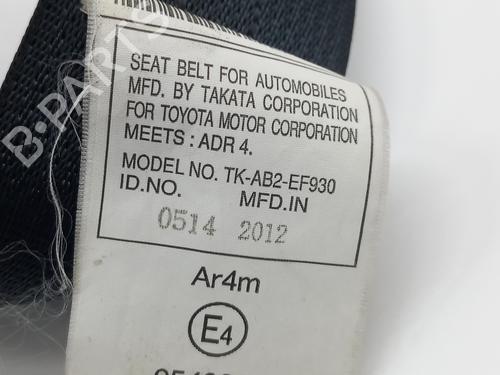 SEAT BELT FOR AUTOMOBILES
MFD. BY TAKATA CORPORATION
FOR TOYOTA MOTOR CORPORATION
MEETS : ADR 4.
MODEL NO. TK-AB2-EF930
ID.NO. MFD.IN
0514 2012
Ar4m
E4
B-PARTS